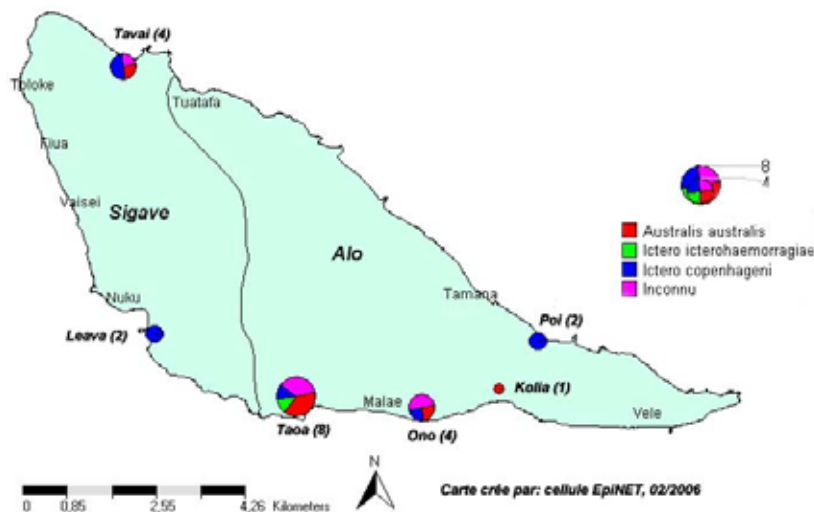 Tavai (4)
Toloke
Tuatafa
Fiua
Vaisei
Sigave
Alo
Nuku
Leava (2)
Tamana
Poi (2)
Kolia (1)
Malae
Taoa (8)
Ono (4)
Vele
8
4
Australis australis
Ictero icterohaemorragiae
Ictero copenhageni
Inconnu
0 0,85 2,55 4,26 Kilometers
N
Carte crée par: cellule EpiNET, 02/2006